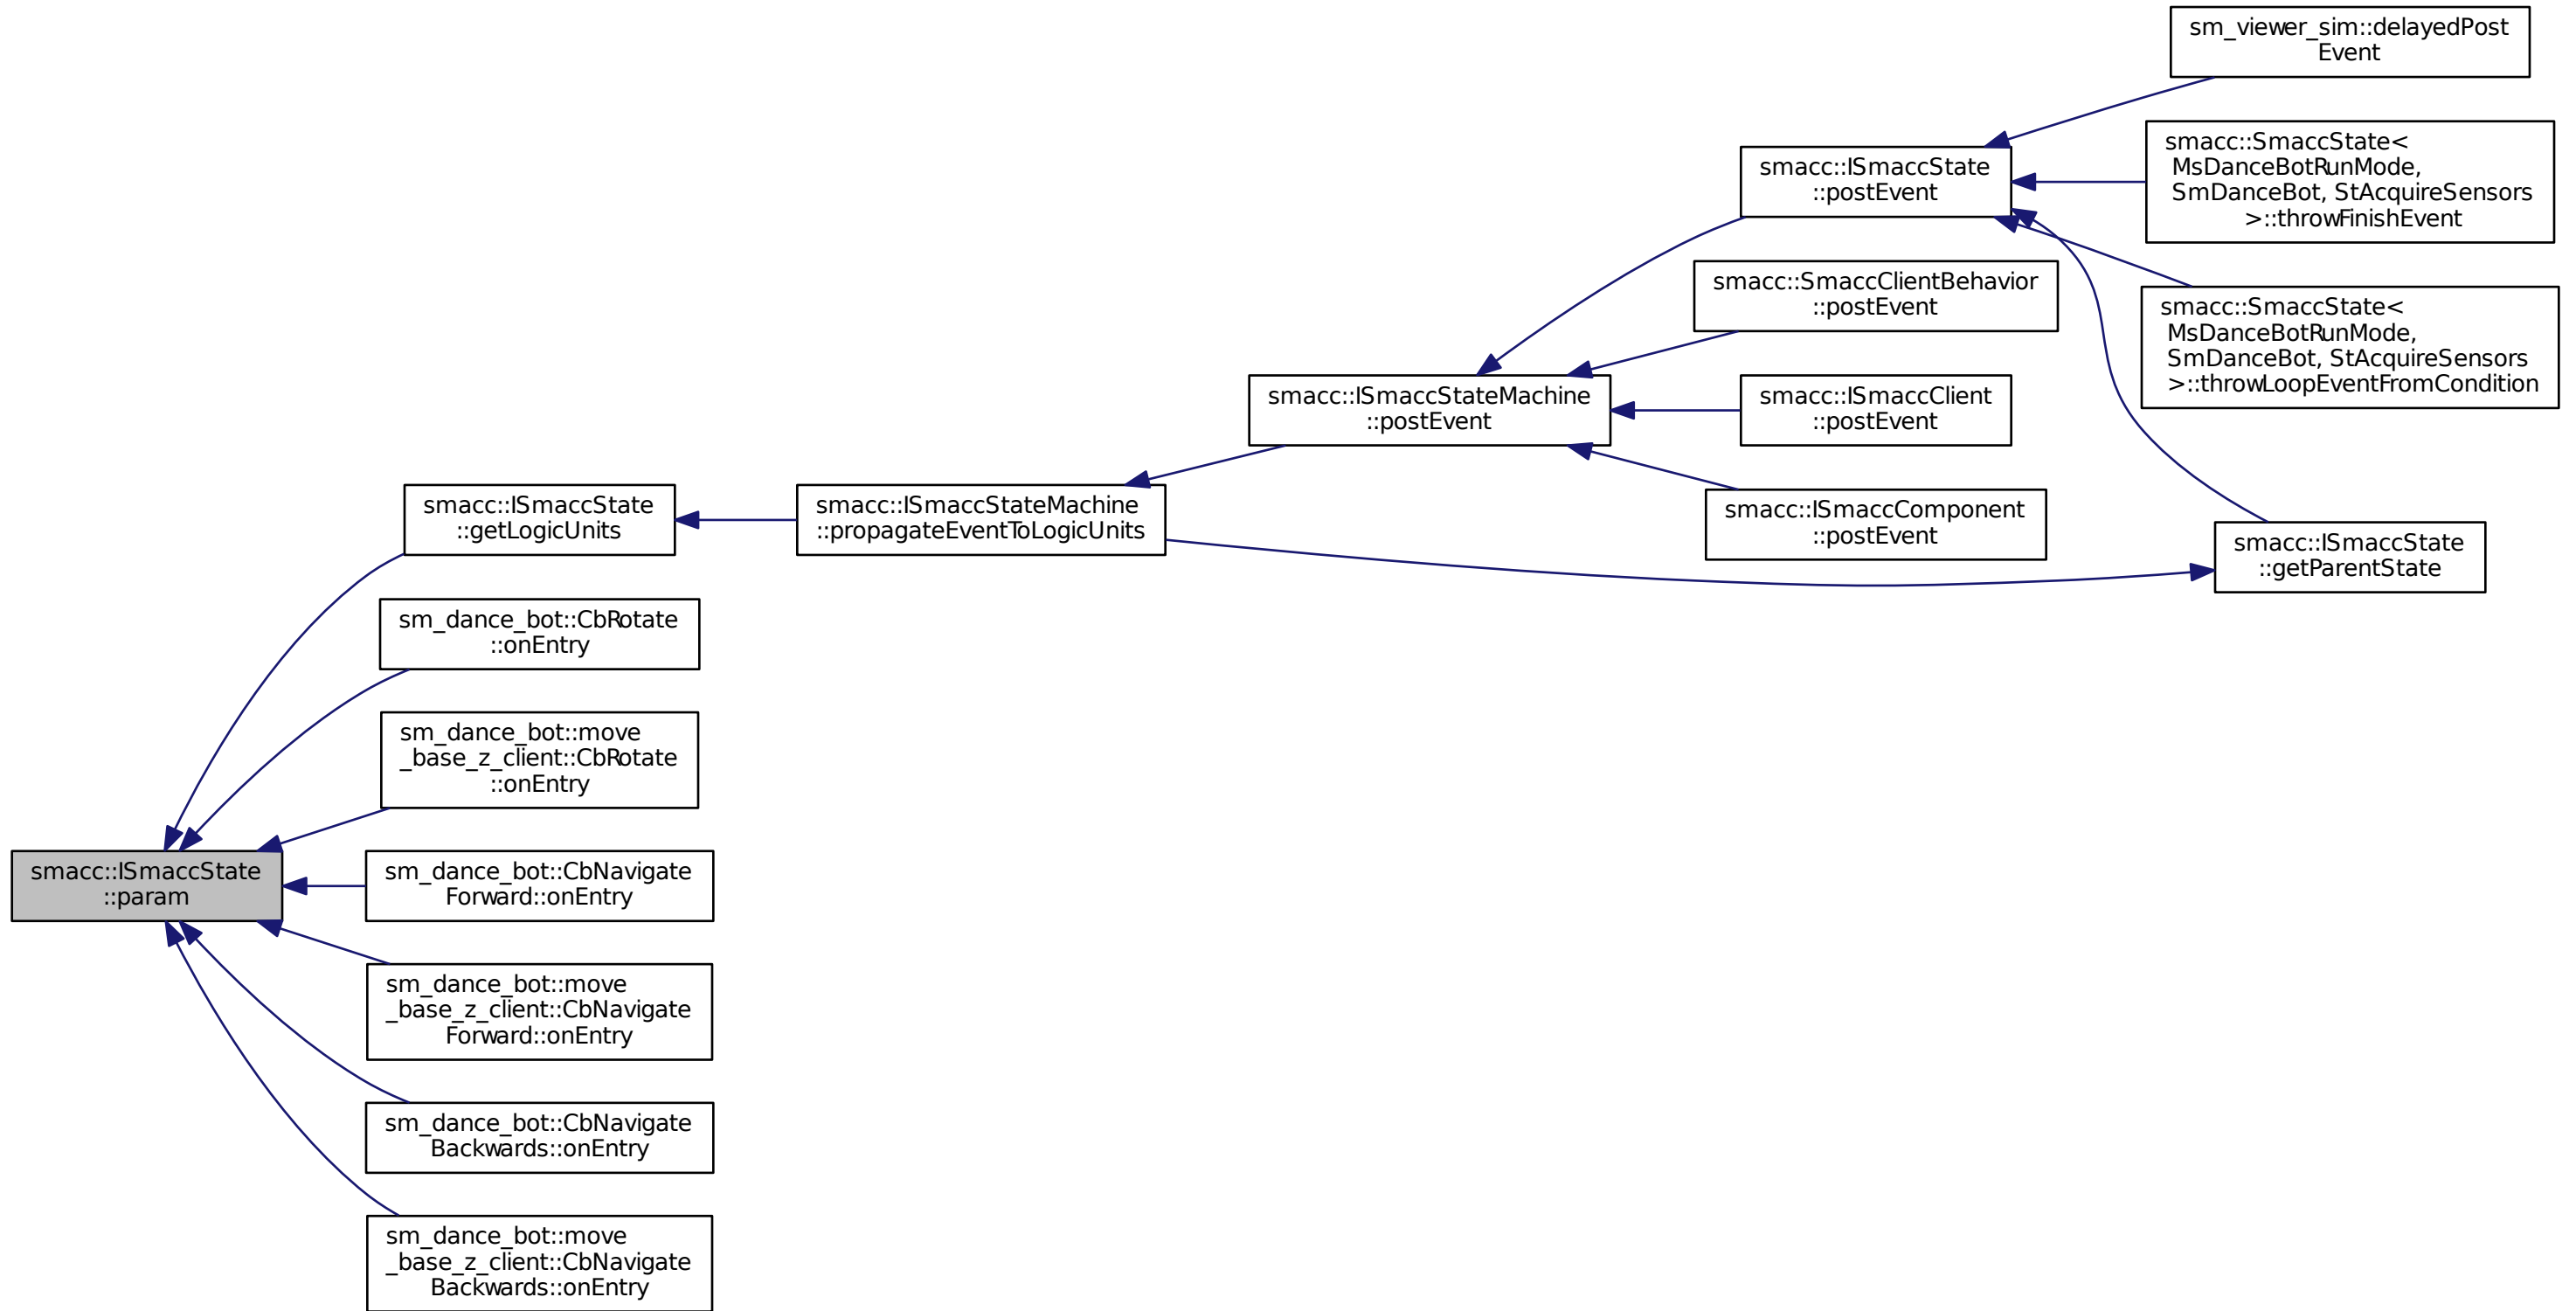 sm_viewer_sim::delayedPost
Event
smacc::SmaccState<
MsDanceBotRunMode,
SmDanceBot, StAcquireSensors
>::throwFinishEvent
smacc::ISmaccState
::postEvent
smacc::SmaccClientBehavior
::postEvent
smacc::SmaccState<
MsDanceBotRunMode,
SmDanceBot, StAcquireSensors
>::throwLoopEventFromCondition
smacc::ISmaccStateMachine
::postEvent
smacc::ISmaccClient
::postEvent
smacc::ISmaccState
::getLogicUnits
smacc::ISmaccStateMachine
::propagateEventToLogicUnits
smacc::ISmaccComponent
::postEvent
smacc::ISmaccState
::getParentState
sm_dance_bot::CbRotate
::onEntry
sm_dance_bot::move
_base_z_client::CbRotate
::onEntry
smacc::ISmaccState
::param
sm_dance_bot::CbNavigate
Forward::onEntry
sm_dance_bot::move
_base_z_client::CbNavigate
Forward::onEntry
sm_dance_bot::CbNavigate
Backwards::onEntry
sm_dance_bot::move
_base_z_client::CbNavigate
Backwards::onEntry